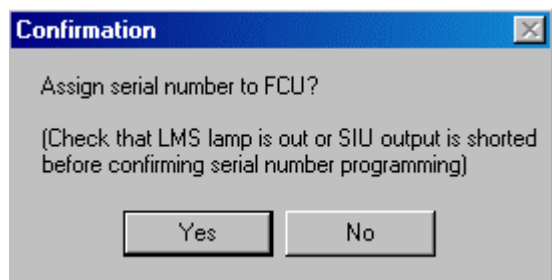 Confirmation
Assign serial number to FCU?
(Check that LMS lamp is out or SIU output is shorted
before confirming serial number programming)
Yes
No